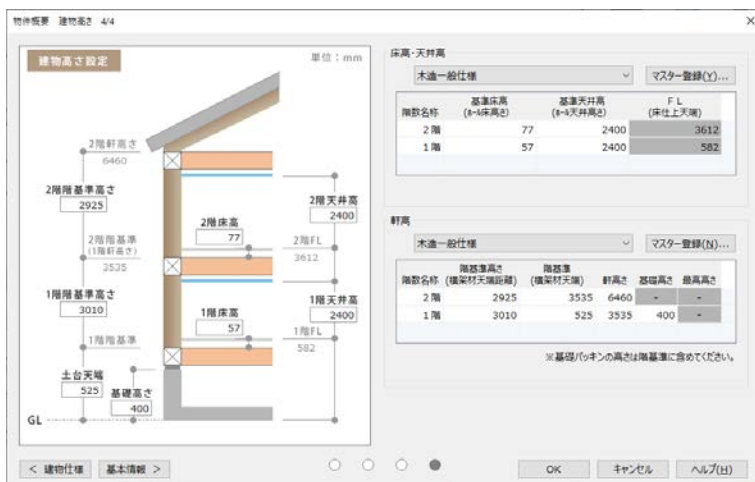 物件概要 建物高さ 4/4
建物高さ設定
単位：mm
2階軒高さ
6460
2階階基準高さ
2925
2階階基準
(1階軒高さ)
3535
1階階基準高さ
3010
1階階基準
土台天端
525
基礎高さ
400
GL
2階床高
77
1階床高
57
2階天井高
2400
2階FL
3612
1階天井高
2400
1階FL
582
床高・天井高
木造一般仕様
マスター登録(Y)...
階数名称 基準床高 (ﾎｰﾙ床高さ) 基準天井高 (ﾎｰﾙ天井高さ) ＦＬ (床仕上天端)
2階 77 2400 3612
1階 57 2400 582
軒高
木造一般仕様
マスター登録(N)...
階数名称 階基準高さ (横架材天端距離) 階基準 (横架材天端) 軒高さ 基礎高さ 最高高さ
2階 2925 3535 6460 - -
1階 3010 525 3535 400 -
※基礎パッキンの高さは階基準に含めてください。
< 建物仕様
基本情報 >
OK
キャンセル
ヘルプ(H)